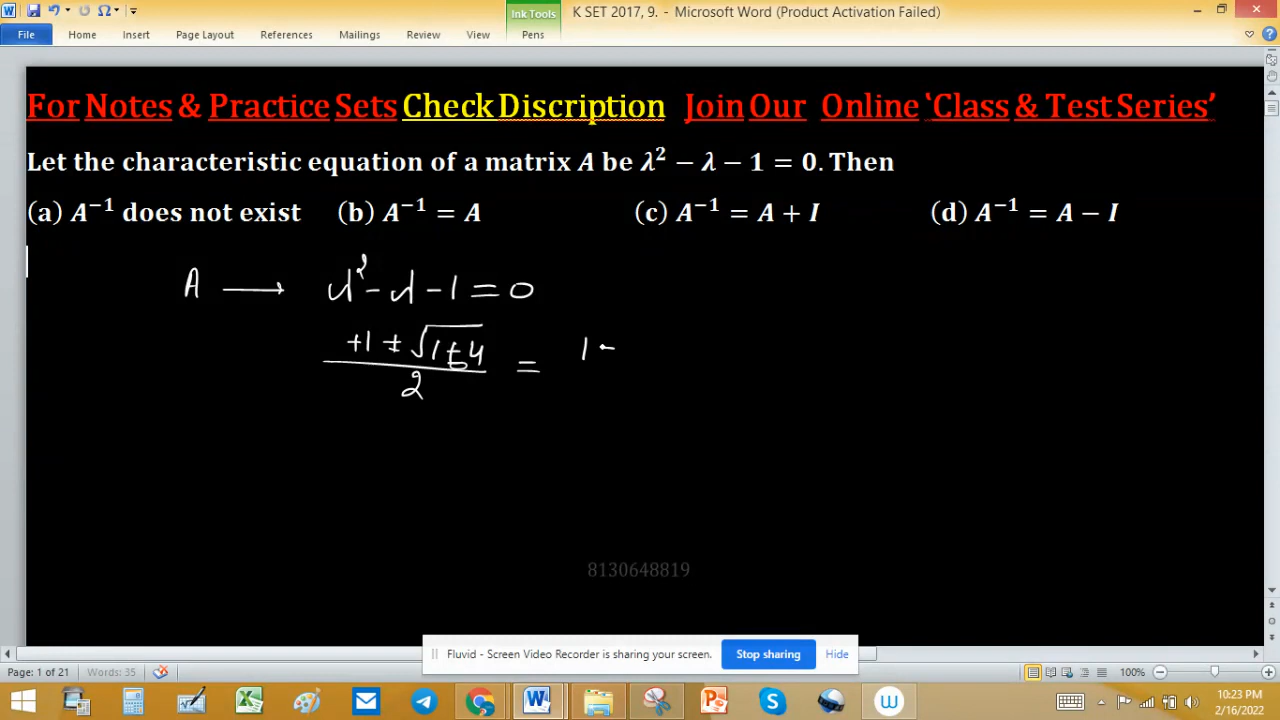 K SET 2017, 9. - Microsoft Word (Product Activation Failed)
Ink Tools
File Home Insert Page Layout References Mailings Review View Pens
For Notes & Practice Sets Check Discription Join Our Online ‘Class & Test Series’
Let the characteristic equation of a matrix A be λ² − λ − 1 = 0. Then
(a) A⁻¹ does not exist (b) A⁻¹ = A (c) A⁻¹ = A + I (d) A⁻¹ = A − I
A ⟶ λ² − λ − 1 = 0
+1 ± √1+4 = 1
2
8130648819
Fluvid - Screen Video Recorder is sharing your screen. Stop sharing Hide
Page: 1 of 21 Words: 35 100%
10:23 PM
2/16/2022